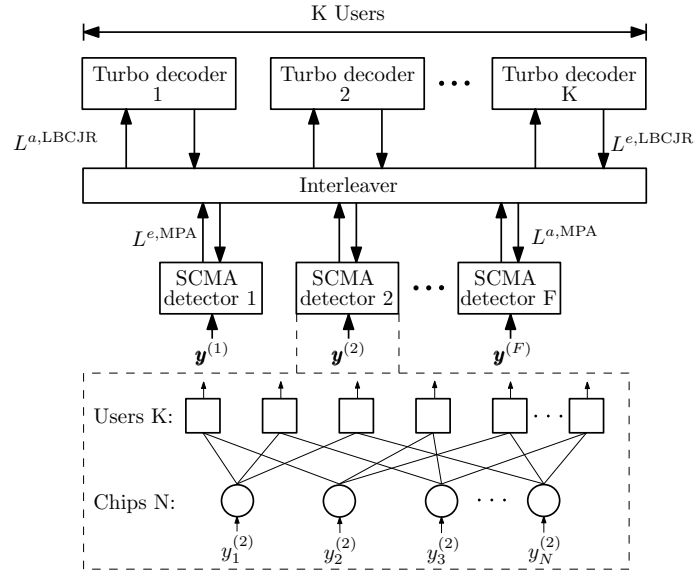 K Users
Turbo decoder 1
Turbo decoder 2
...
Turbo decoder K
L^{a,LBCJR}
L^{e,LBCJR}
Interleaver
L^{e,MPA}
L^{a,MPA}
SCMA detector 1
SCMA detector 2
...
SCMA detector F
y^{(1)}
y^{(2)}
y^{(F)}
Users K:
...
Chips N:
...
y_1^{(2)}
y_2^{(2)}
y_3^{(2)}
y_N^{(2)}